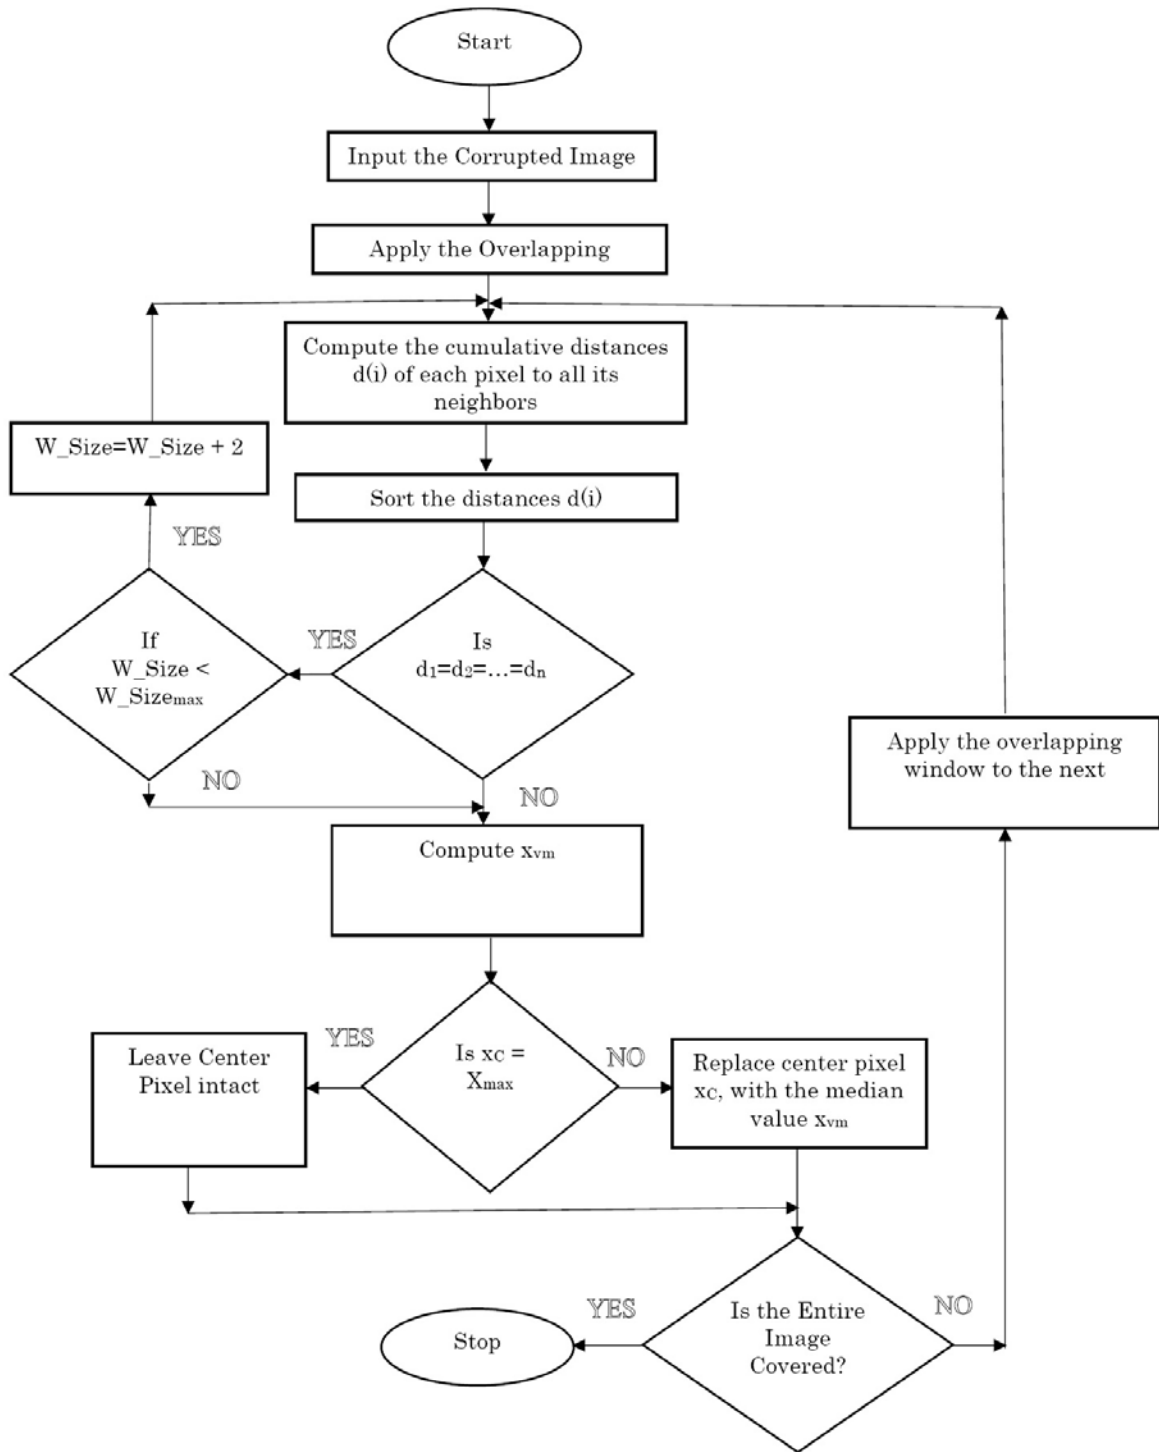 Start
Input the Corrupted Image
Apply the Overlapping
Compute the cumulative distances
d(i) of each pixel to all its
neighbors
W_Size=W_Size + 2
Sort the distances d(i)
YES
If
W_Size <
W_Sizemax
YES
Is
d1=d2=...=dn
Apply the overlapping
window to the next
NO
NO
Compute xvm
Leave Center
Pixel intact
YES
Is xC =
Xmax
NO
Replace center pixel
xC, with the median
value xvm
Stop
YES
Is the Entire
Image
Covered?
NO